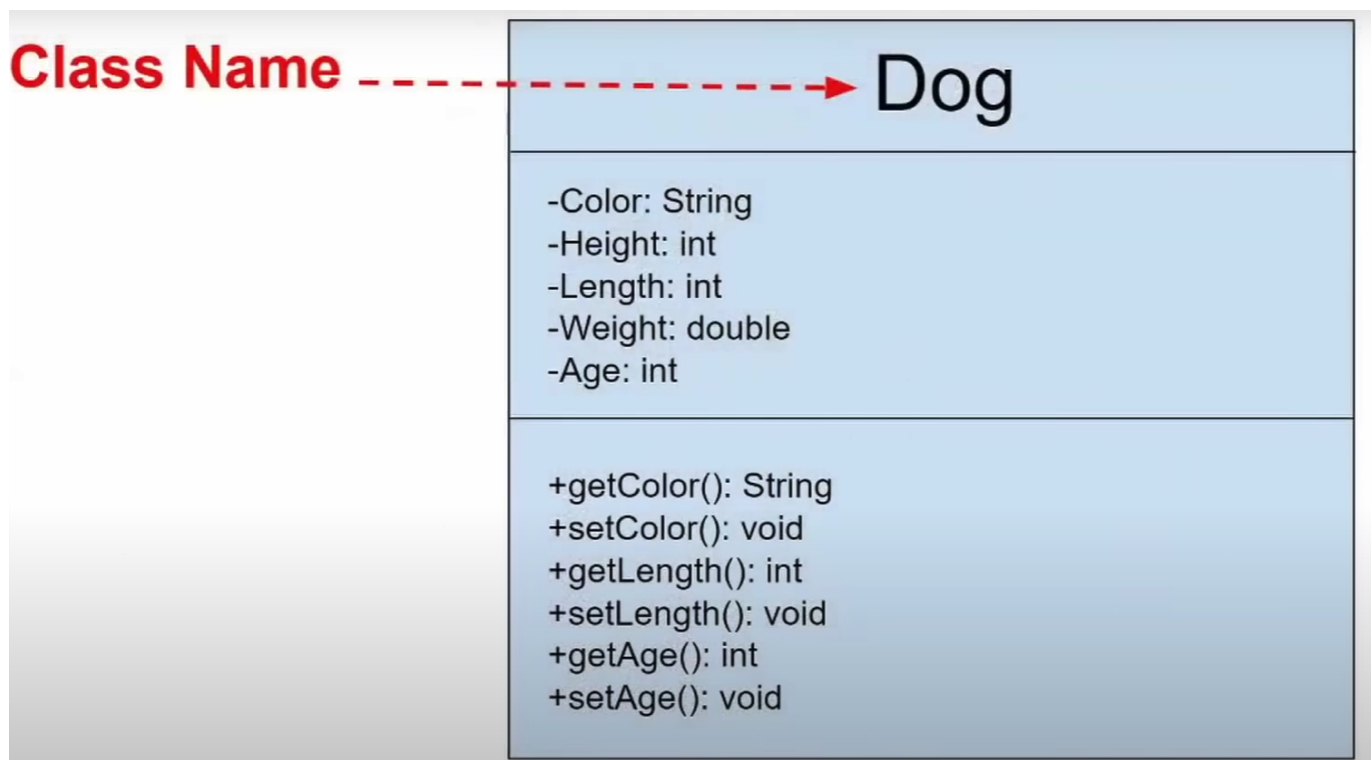 Class Name
Dog
-Color: String
-Height: int
-Length: int
-Weight: double
-Age: int
+getColor(): String
+setColor(): void
+getLength(): int
+setLength(): void
+getAge(): int
+setAge(): void